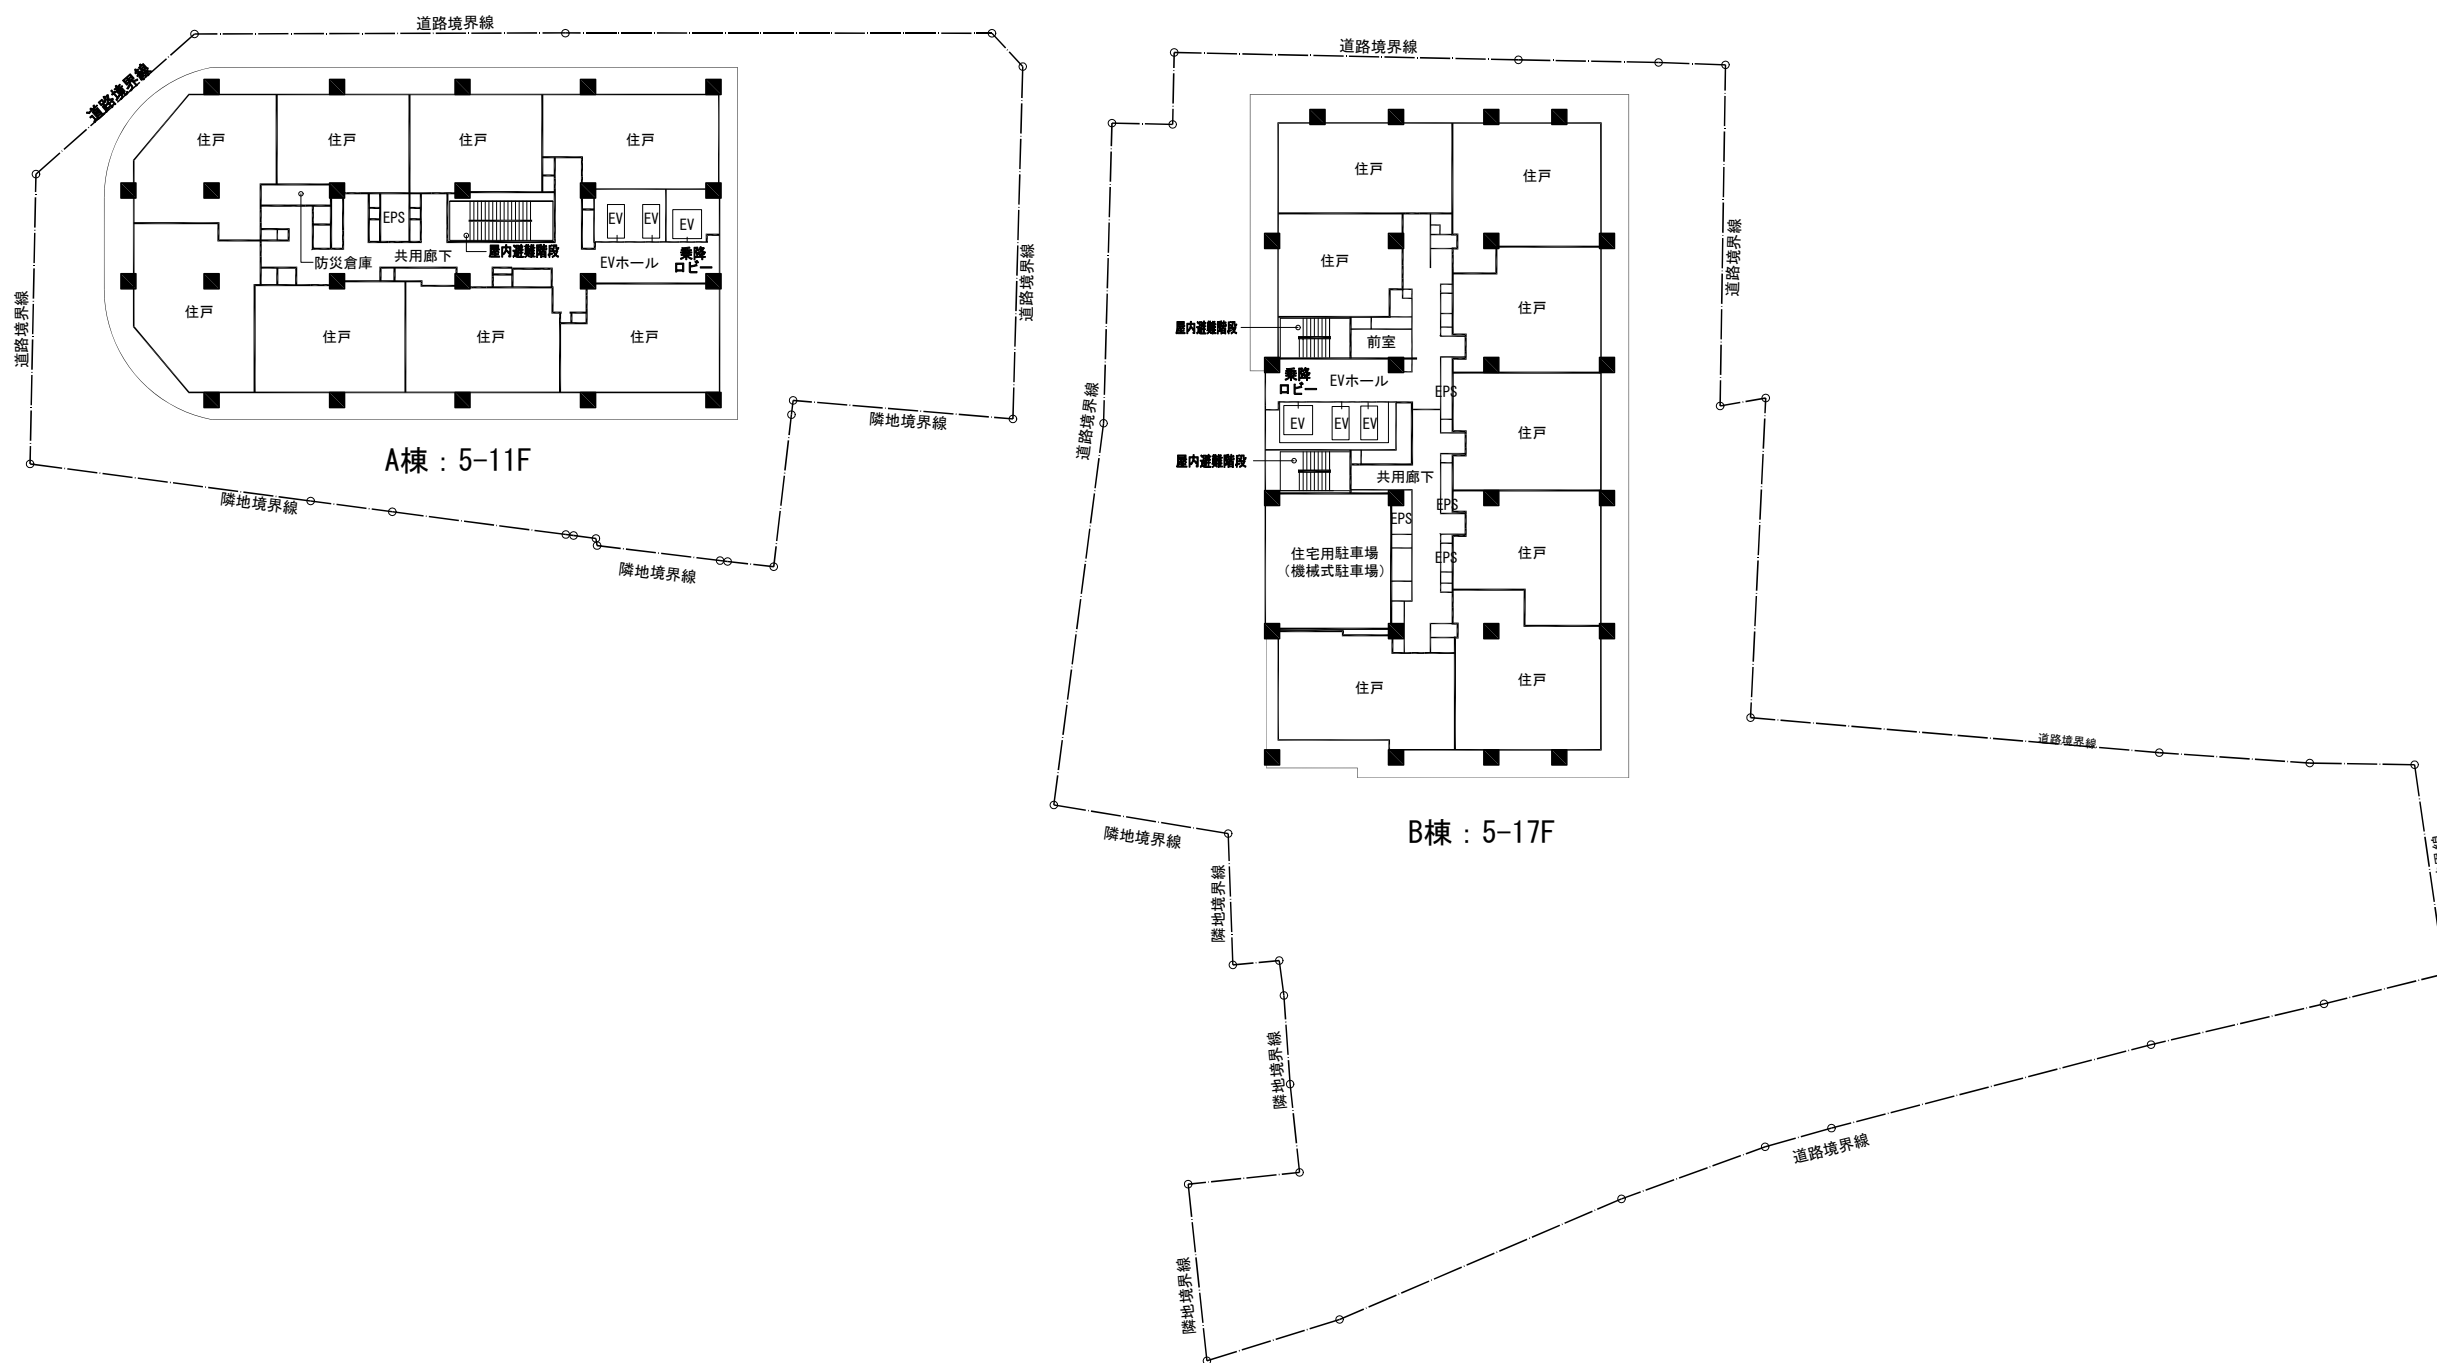 道路境界線
道路境界線
住戸
住戸
住戸
住戸
EPS
EV
EV
EV
屋内避難階段
共用廊下
防災倉庫
EVホール
乗降
ロビー
住戸
住戸
住戸
住戸
道路境界線
道路境界線
隣地境界線
A棟：5-11F
隣地境界線
隣地境界線
道路境界線
住戸
住戸
住戸
道路境界線
住戸
屋内避難階段
前室
乗降
ロビー
EVホール
EPS
道路境界線
EV
EV
EV
住戸
屋内避難階段
共用廊下
EPS
EPS
住宅用駐車場
（機械式駐車場）
EPS
住戸
住戸
住戸
道路境界線
B棟：5-17F
隣地境界線
隣地境界線
隣地境界線
道路境界線
隣地境界線